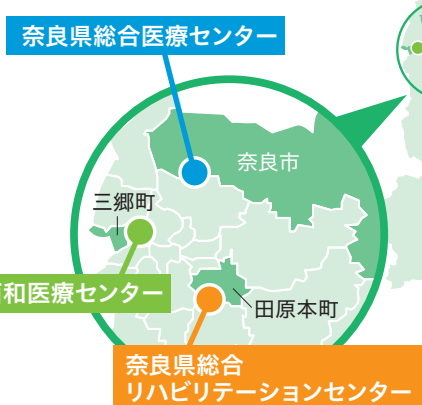 奈良県総合医療センター
奈良市
三郷町
和医療センター
田原本町
奈良県総合
リハビリテーションセンター